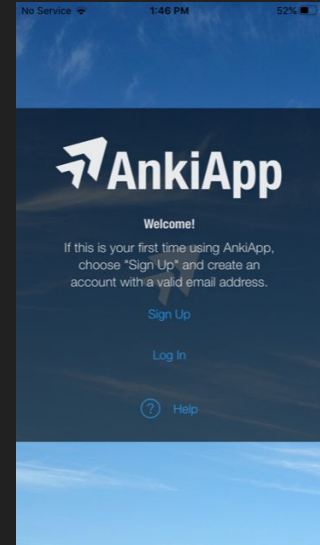 No Service 1:46 PM 52%
AnkiApp
Welcome!
If this is your first time using AnkiApp,
choose "Sign Up" and create an
account with a valid email address.
Sign Up
Log In
? Help